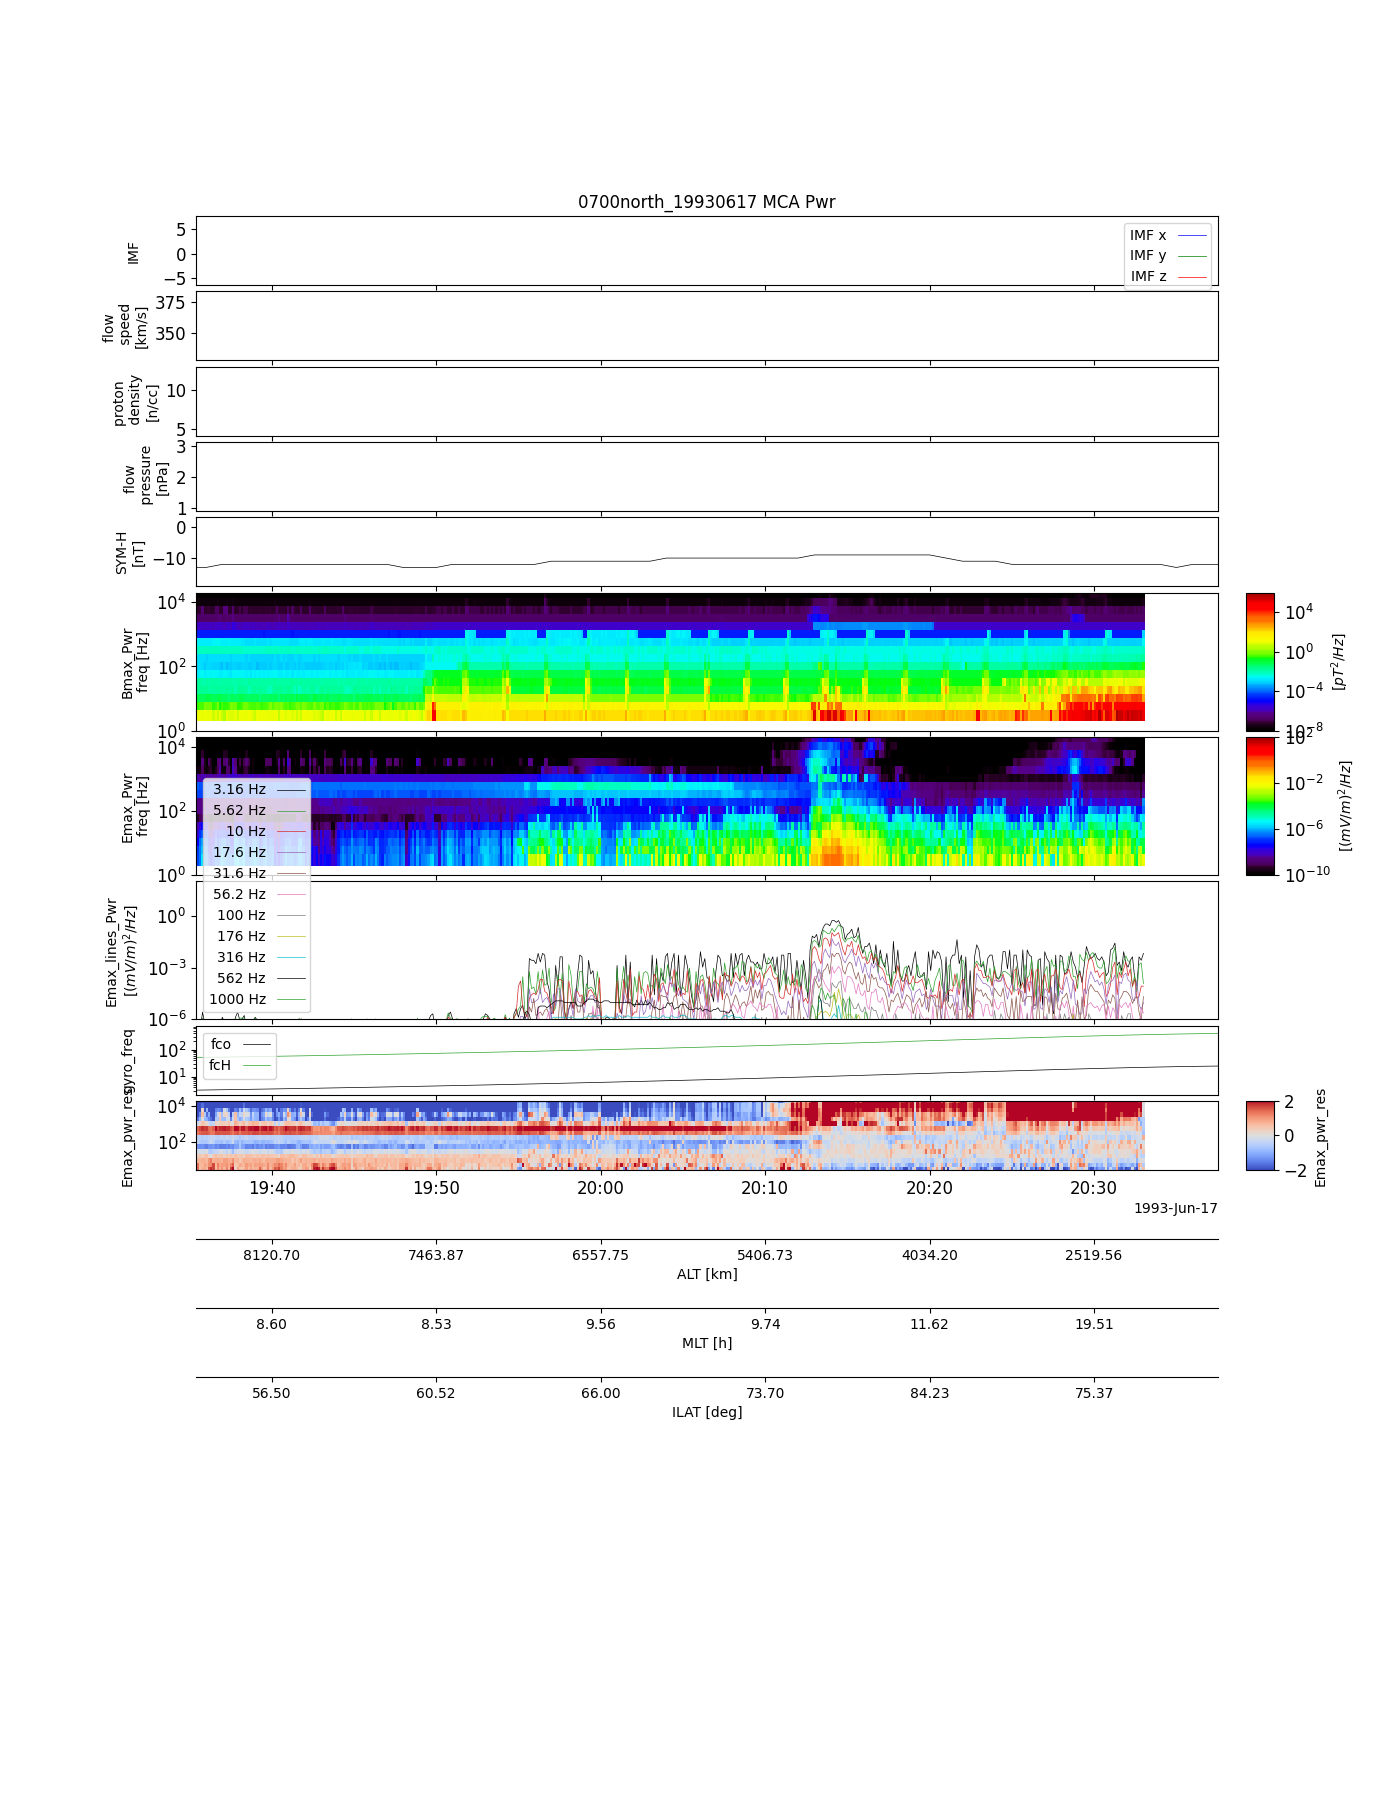 0700north_19930617 MCA Pwr
IMF
5
0
−5
IMF x
IMF y
IMF z
flow
speed
[km/s]
375
350
proton
density
[n/cc]
10
5
flow
pressure
[nPa]
3
2
1
SYM-H
[nT]
0
−10
Bmax_Pwr
freq [Hz]
10^4
10^2
10^0
10^4
10^0
10^-4
10^-8
[pT^2/Hz]
Emax_Pwr
freq [Hz]
10^4
10^2
10^0
10^2
10^-2
10^-6
10^-10
[(mV/m)^2/Hz]
3.16 Hz
5.62 Hz
10 Hz
17.6 Hz
31.6 Hz
56.2 Hz
100 Hz
176 Hz
316 Hz
562 Hz
1000 Hz
Emax_lines_Pwr
[(mV/m)^2/Hz]
10^0
10^-3
10^-6
gyro_freq
10^2
10^1
fco
fcH
Emax_pwr_res
10^4
10^2
2
0
−2
Emax_pwr_res
19:40 19:50 20:00 20:10 20:20 20:30
1993-Jun-17
8120.70 7463.87 6557.75 5406.73 4034.20 2519.56
ALT [km]
8.60 8.53 9.56 9.74 11.62 19.51
MLT [h]
56.50 60.52 66.00 73.70 84.23 75.37
ILAT [deg]